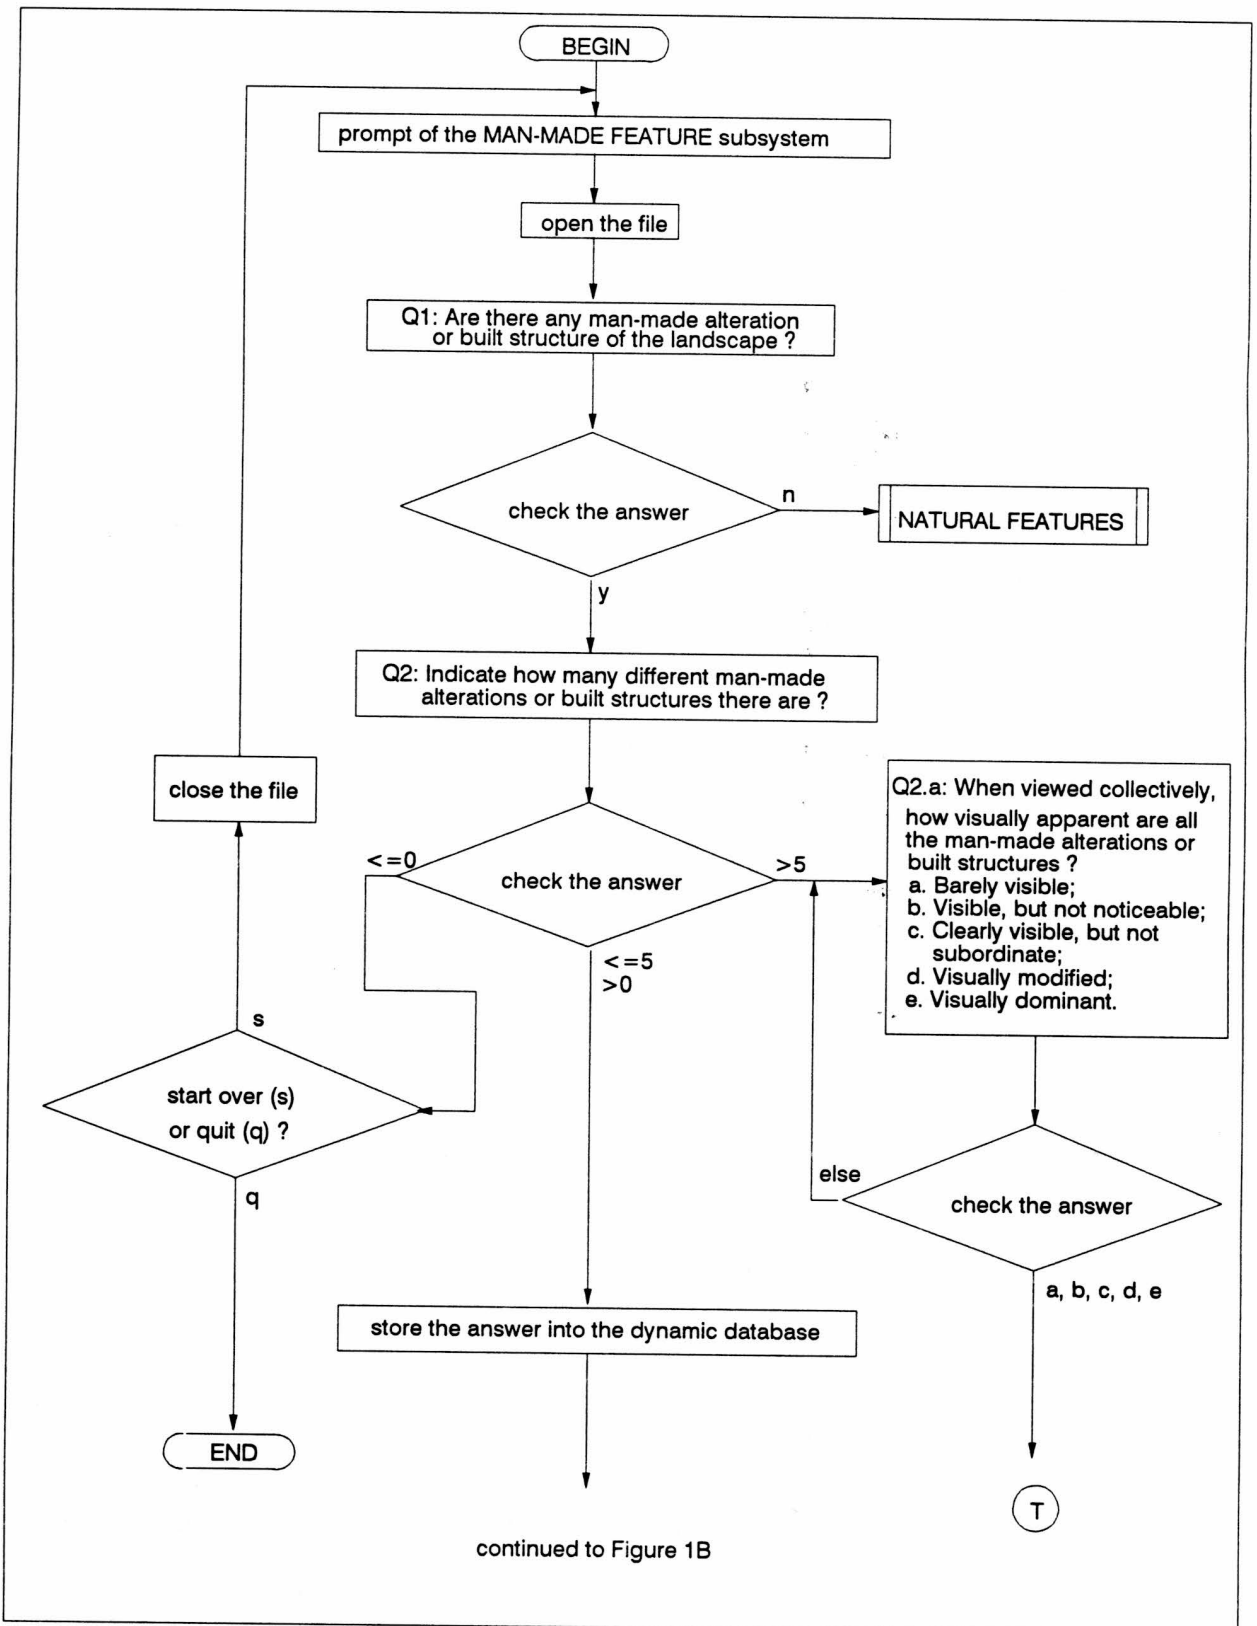 BEGIN
prompt of the MAN-MADE FEATURE subsystem
open the file
Q1: Are there any man-made alteration
or built structure of the landscape ?
check the answer
n
NATURAL FEATURES
y
Q2: Indicate how many different man-made
alterations or built structures there are ?
close the file
<=0
check the answer
>5
Q2.a: When viewed collectively,
how visually apparent are all
the man-made alterations or
built structures ?
a. Barely visible;
b. Visible, but not noticeable;
c. Clearly visible, but not
subordinate;
d. Visually modified;
e. Visually dominant.
<=5
>0
s
start over (s)
or quit (q) ?
q
else
check the answer
a, b, c, d, e
store the answer into the dynamic database
END
T
continued to Figure 1B